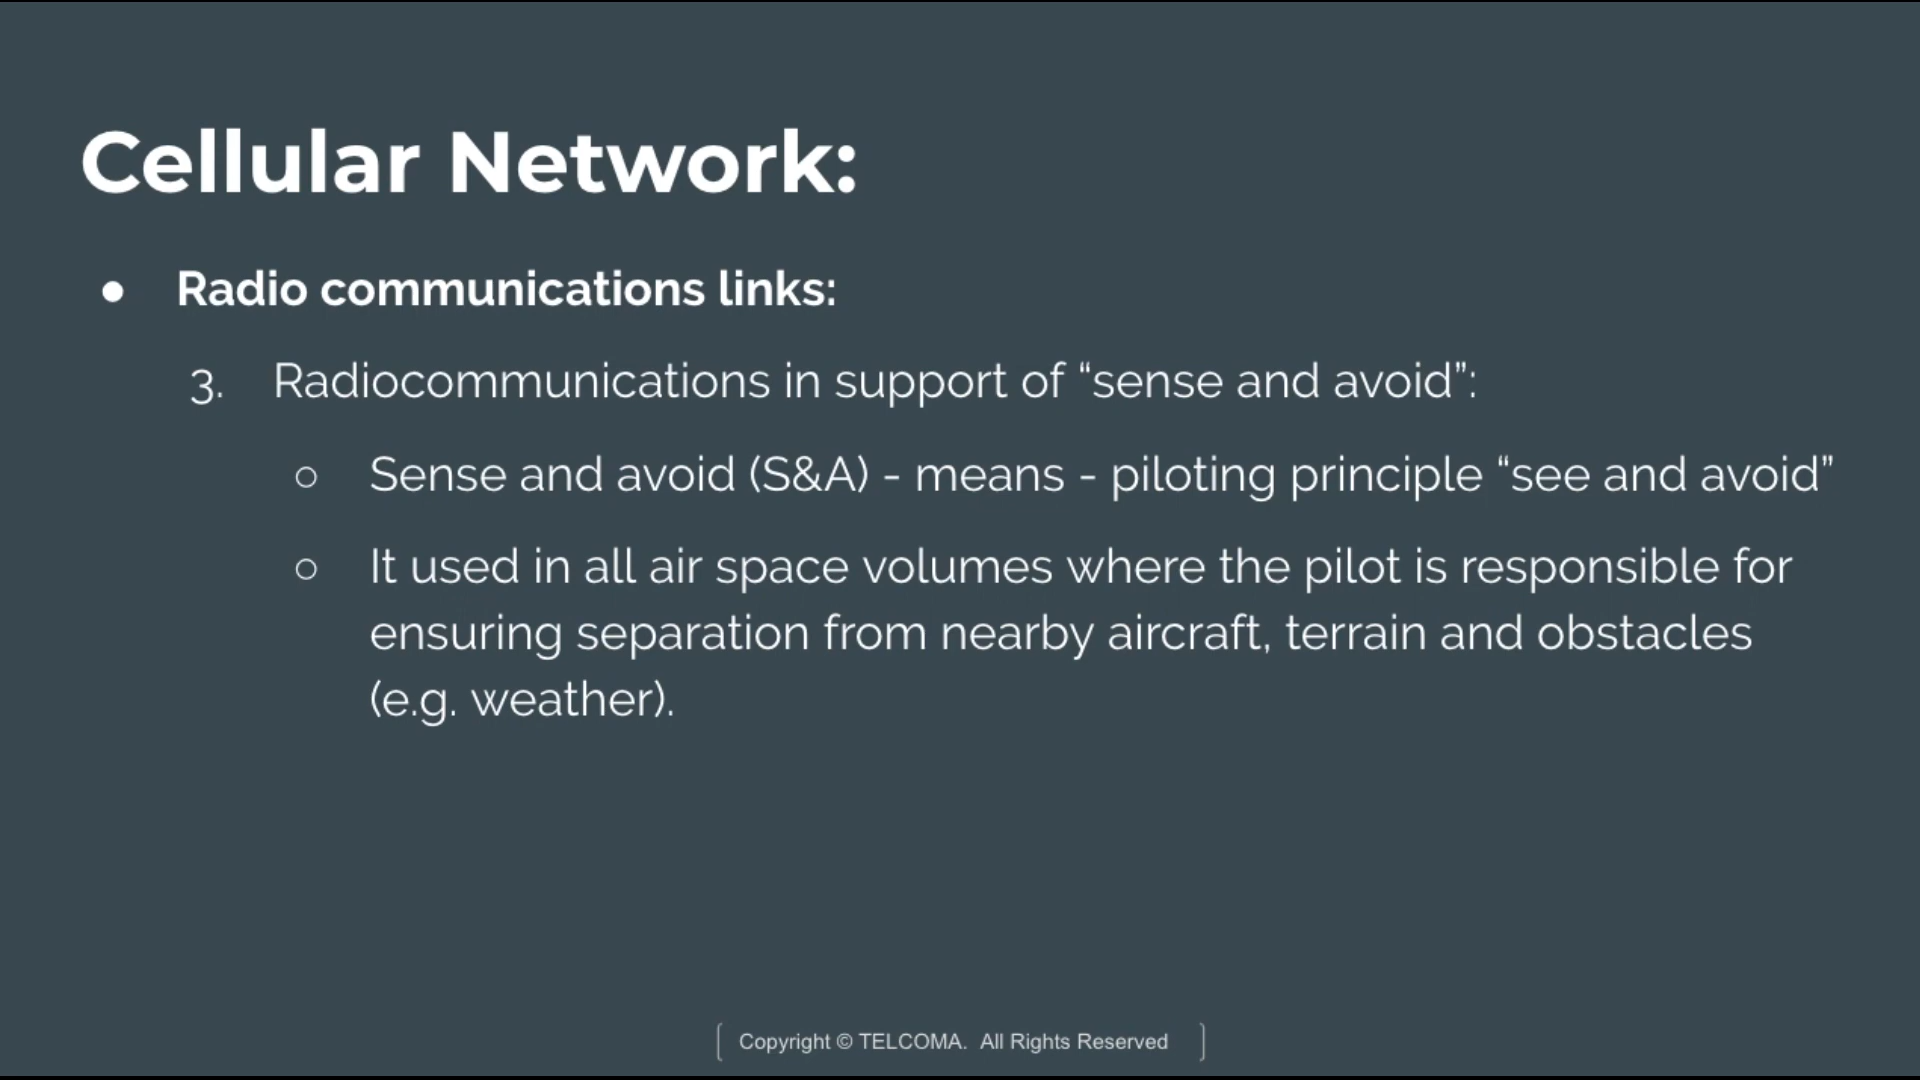 Cellular Network:
● Radio communications links:
3. Radiocommunications in support of “sense and avoid”:
○ Sense and avoid (S&A) - means - piloting principle “see and avoid”
○ It used in all air space volumes where the pilot is responsible for
ensuring separation from nearby aircraft, terrain and obstacles
(e.g. weather).
Copyright © TELCOMA. All Rights Reserved